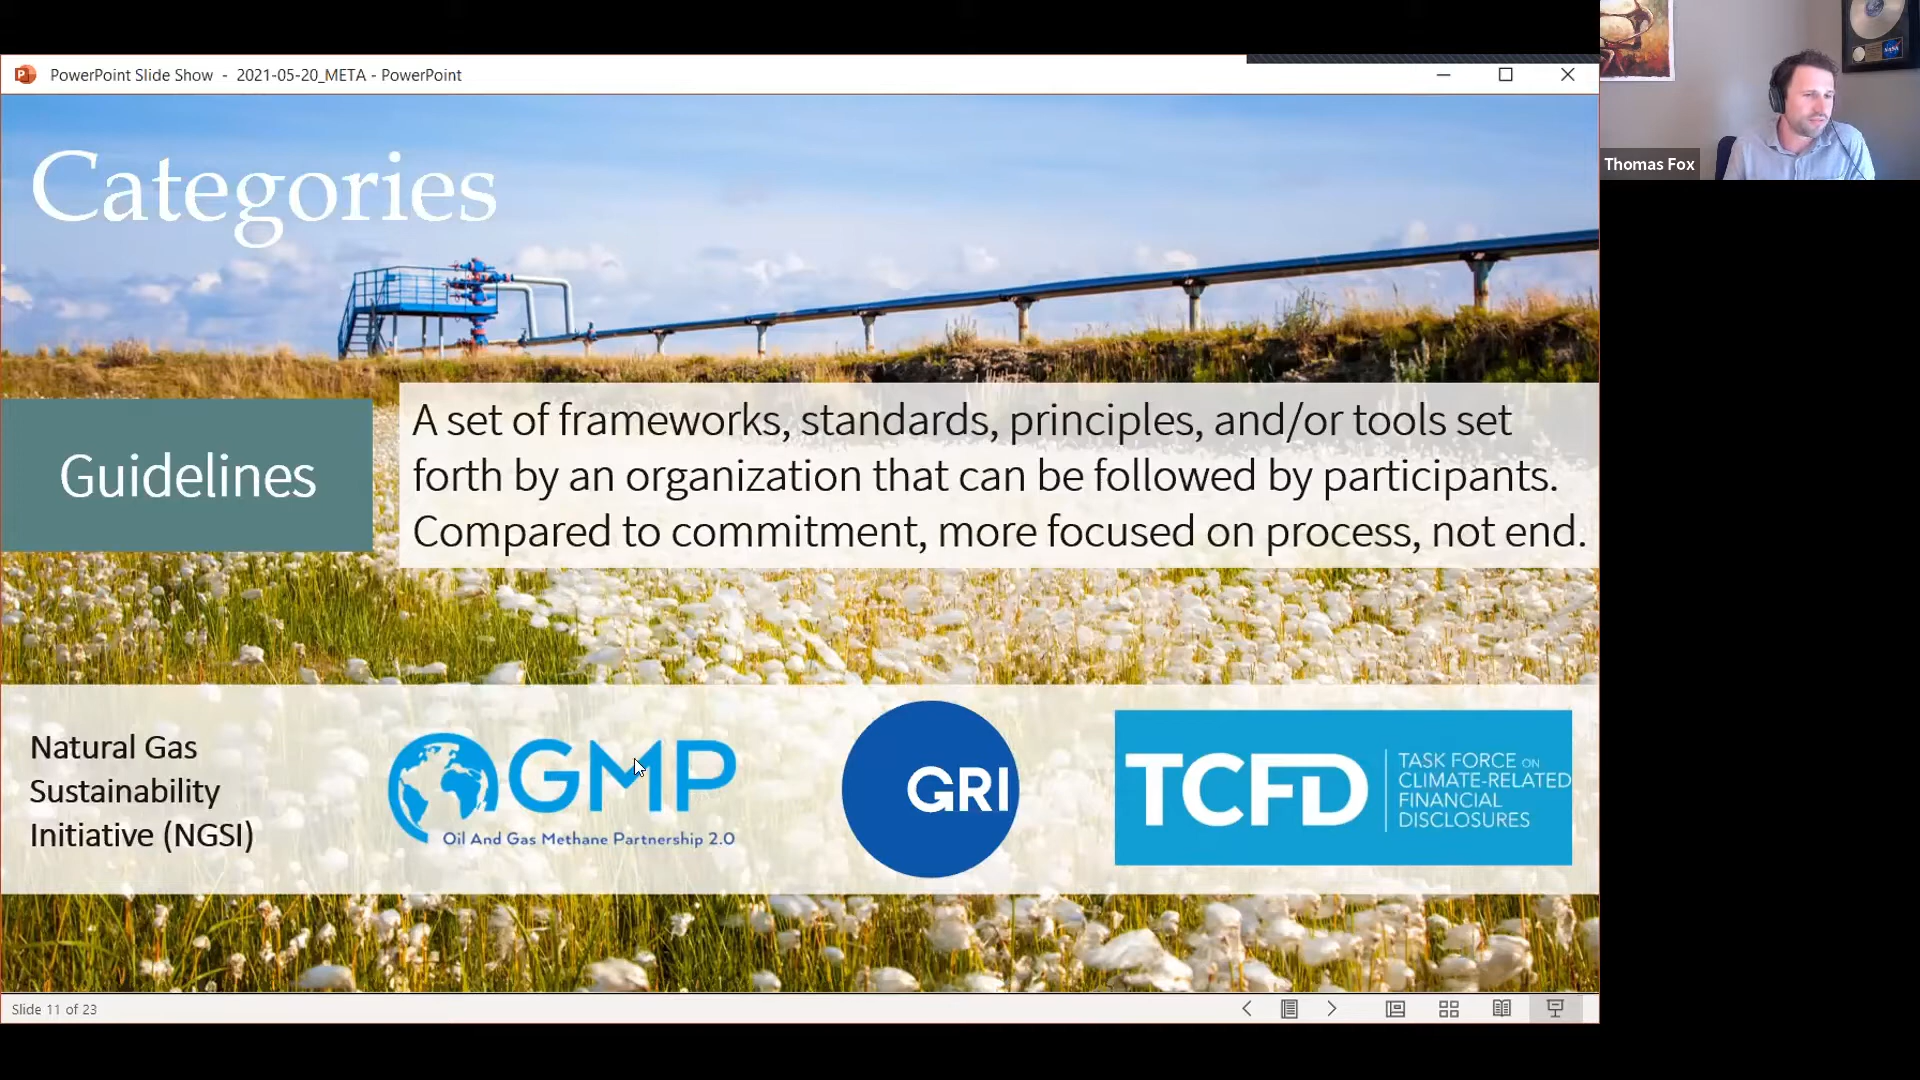 PowerPoint Slide Show - 2021-05-20_META - PowerPoint
Thomas Fox
NASA
Categories
Guidelines
A set of frameworks, standards, principles, and/or tools set
forth by an organization that can be followed by participants.
Compared to commitment, more focused on process, not end.
Natural Gas
Sustainability
Initiative (NGSI)
OGMP
Oil And Gas Methane Partnership 2.0
GRI
TCFD
TASK FORCE ON
CLIMATE-RELATED
FINANCIAL
DISCLOSURES
Slide 11 of 23